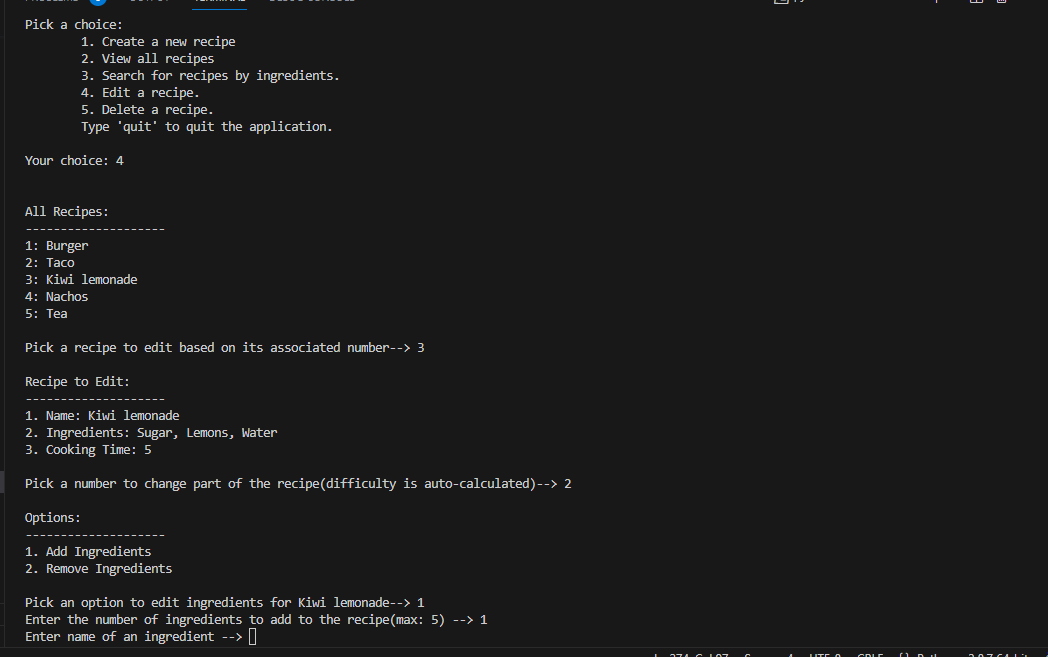 Pick a choice:
1. Create a new recipe
2. View all recipes
3. Search for recipes by ingredients.
4. Edit a recipe.
5. Delete a recipe.
Type 'quit' to quit the application.
Your choice: 4
All Recipes:
--------------------
1: Burger
2: Taco
3: Kiwi lemonade
4: Nachos
5: Tea
Pick a recipe to edit based on its associated number--> 3
Recipe to Edit:
--------------------
1. Name: Kiwi lemonade
2. Ingredients: Sugar, Lemons, Water
3. Cooking Time: 5
Pick a number to change part of the recipe(difficulty is auto-calculated)--> 2
Options:
--------------------
1. Add Ingredients
2. Remove Ingredients
Pick an option to edit ingredients for Kiwi lemonade--> 1
Enter the number of ingredients to add to the recipe(max: 5) --> 1
Enter name of an ingredient -->